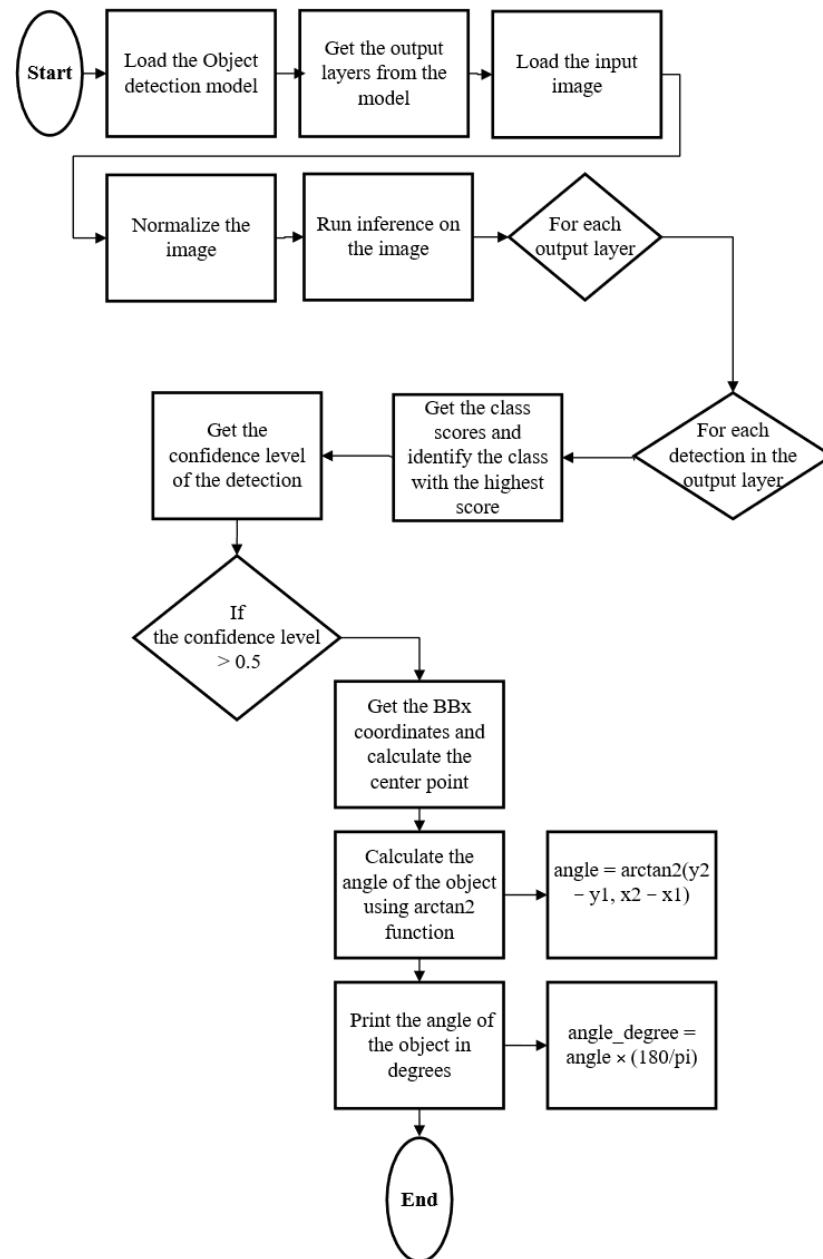 Start
Load the Object
detection model
Get the output
layers from the
model
Load the input
image
Normalize the
image
Run inference on
the image
For each
output layer
For each
detection in the
output layer
Get the class
scores and
identify the class
with the highest
score
Get the
confidence level
of the detection
If
the confidence level
> 0.5
Get the BBx
coordinates and
calculate the
center point
Calculate the
angle of the object
using arctan2
function
angle = arctan2(y2
− y1, x2 − x1)
Print the angle of
the object in
degrees
angle_degree =
angle × (180/pi)
End